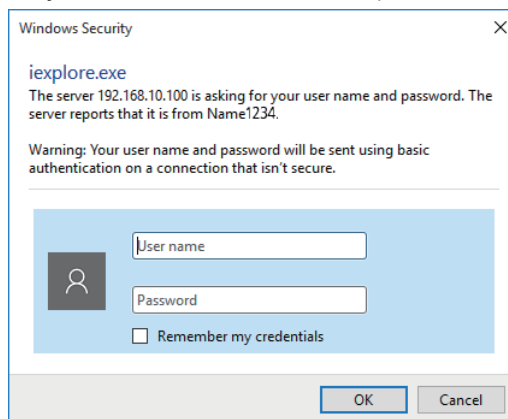 Windows Security
iexplore.exe
The server 192.168.10.100 is asking for your user name and password. The
server reports that it is from Name1234.
Warning: Your user name and password will be sent using basic
authentication on a connection that isn't secure.
User name
Password
Remember my credentials
OK Cancel